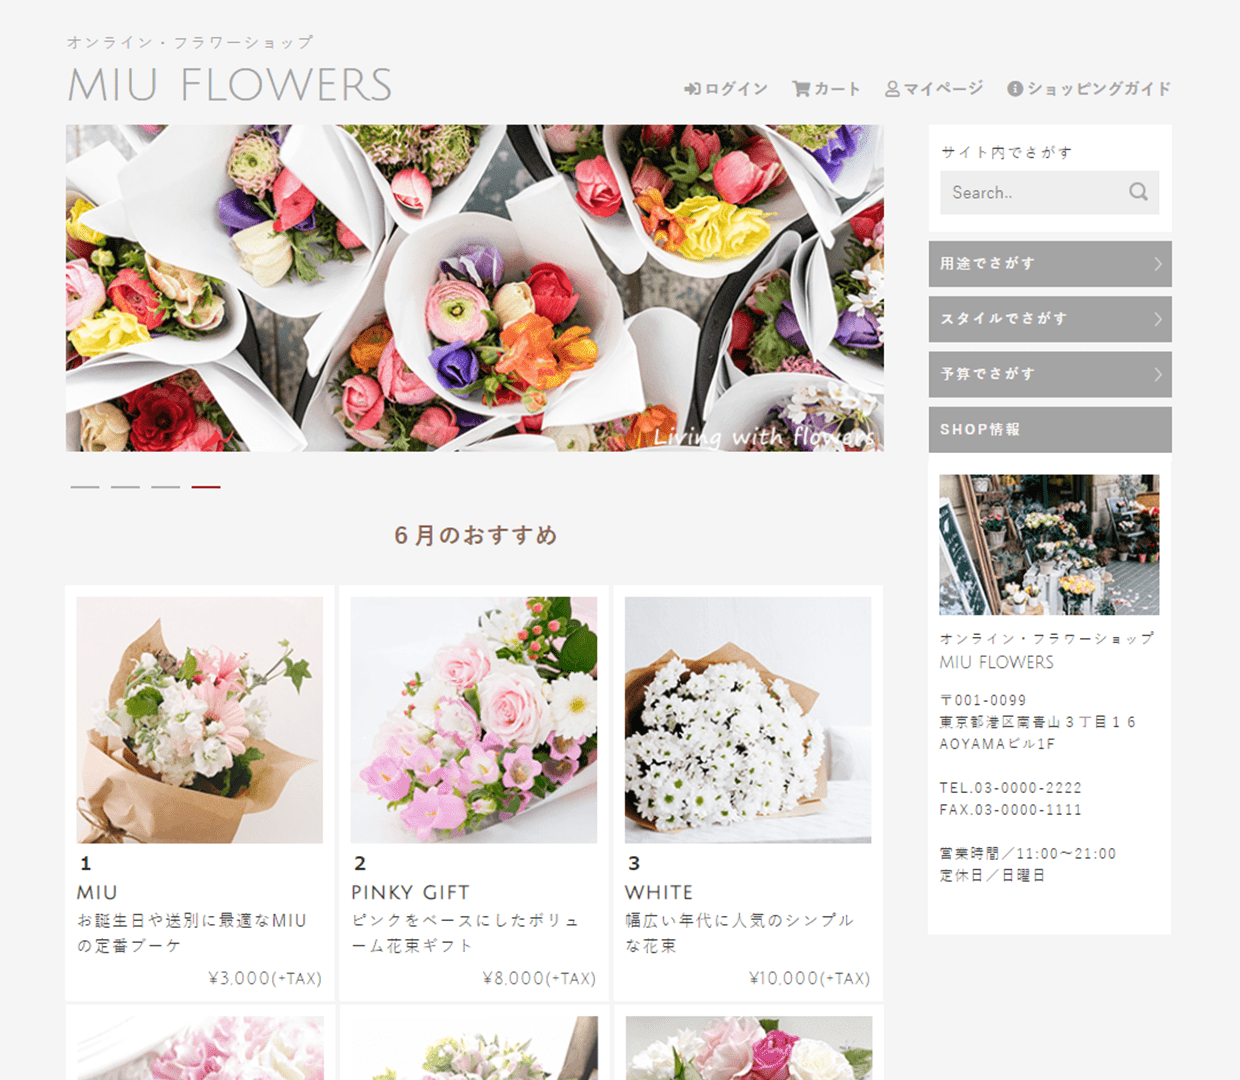 オンライン・フラワーショップ
MIU FLOWERS
ログイン カート マイページ ショッピングガイド
Living with flowers
サイト内でさがす
Search..
用途でさがす
スタイルでさがす
予算でさがす
SHOP情報
オンライン・フラワーショップ
MIU FLOWERS
〒001-0099
東京都港区南青山３丁目１６
AOYAMAビル1F
TEL.03-0000-2222
FAX.03-0000-1111
営業時間／11:00〜21:00
定休日／日曜日
６月のおすすめ
1
MIU
お誕生日や送別に最適なMIU
の定番ブーケ
¥3,000(+TAX)
2
PINKY GIFT
ピンクをベースにしたボリュ
ーム花束ギフト
¥8,000(+TAX)
3
WHITE
幅広い年代に人気のシンプル
な花束
¥10,000(+TAX)